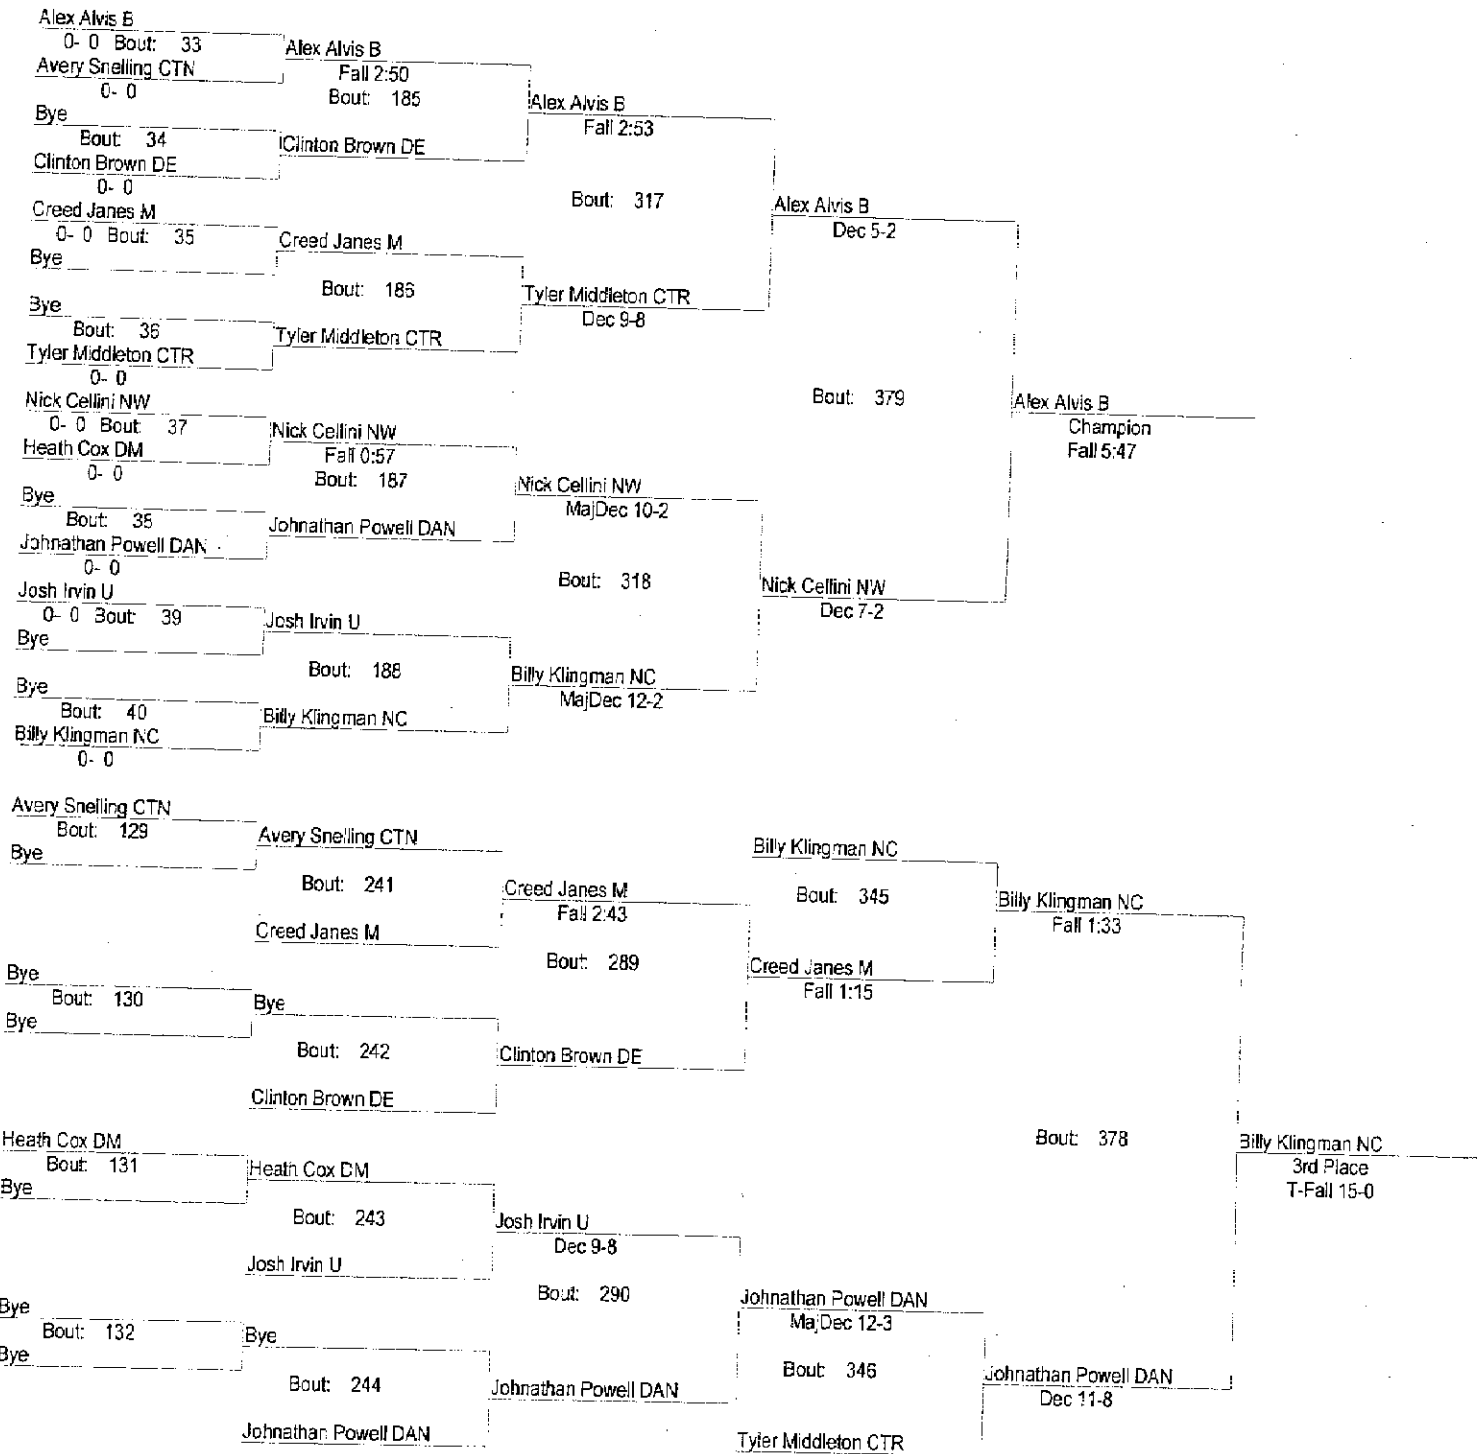 Alex Alvis B
0- 0 Bout: 33
Avery Snelling CTN
0- 0
Bye
Bout: 34
Clinton Brown DE
0- 0
Creed Janes M
0- 0 Bout: 35
Bye
Bye
Bout: 36
Tyler Middleton CTR
0- 0
Nick Cellini NW
0- 0 Bout: 37
Heath Cox DM
0- 0
Bye
Bout: 38
Johnathan Powell DAN
0- 0
Josh Irvin U
0- 0 Bout: 39
Bye
Bye
Bout: 40
Billy Klingman NC
0- 0
Alex Alvis B
Fall 2:50
Bout: 185
Clinton Brown DE
Creed Janes M
Bout: 186
Tyler Middleton CTR
Nick Cellini NW
Fall 0:57
Bout: 187
Johnathan Powell DAN
Josh Irvin U
Bout: 188
Billy Klingman NC
Alex Alvis B
Fall 2:53
Bout: 317
Tyler Middleton CTR
Dec 9-8
Nick Cellini NW
MajDec 10-2
Bout: 318
Billy Klingman NC
MajDec 12-2
Alex Alvis B
Dec 5-2
Bout: 379
Nick Cellini NW
Dec 7-2
Alex Alvis B
Champion
Fall 5:47
Avery Snelling CTN
Bout: 129
Bye
Bye
Bout: 130
Bye
Heath Cox DM
Bout: 131
Bye
Bye
Bout: 132
Bye
Avery Snelling CTN
Bout: 241
Creed Janes M
Bye
Bout: 242
Clinton Brown DE
Heath Cox DM
Bout: 243
Josh Irvin U
Bye
Bout: 244
Johnathan Powell DAN
Creed Janes M
Fall 2:43
Bout: 289
Clinton Brown DE
Josh Irvin U
Dec 9-8
Bout: 290
Johnathan Powell DAN
Billy Klingman NC
Bout: 345
Creed Janes M
Fall 1:15
Johnathan Powell DAN
MajDec 12-3
Bout: 346
Tyler Middleton CTR
Billy Klingman NC
Fall 1:33
Bout: 378
Johnathan Powell DAN
Dec 11-8
Billy Klingman NC
3rd Place
T-Fall 15-0